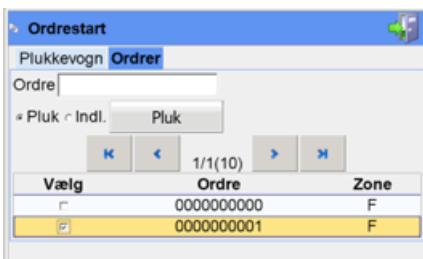 Ordrestart
Plukkevogn Ordrer
Ordre
Pluk Indl. Pluk
1/1(10)
Vælg Ordre Zone
0000000000 F
0000000001 F